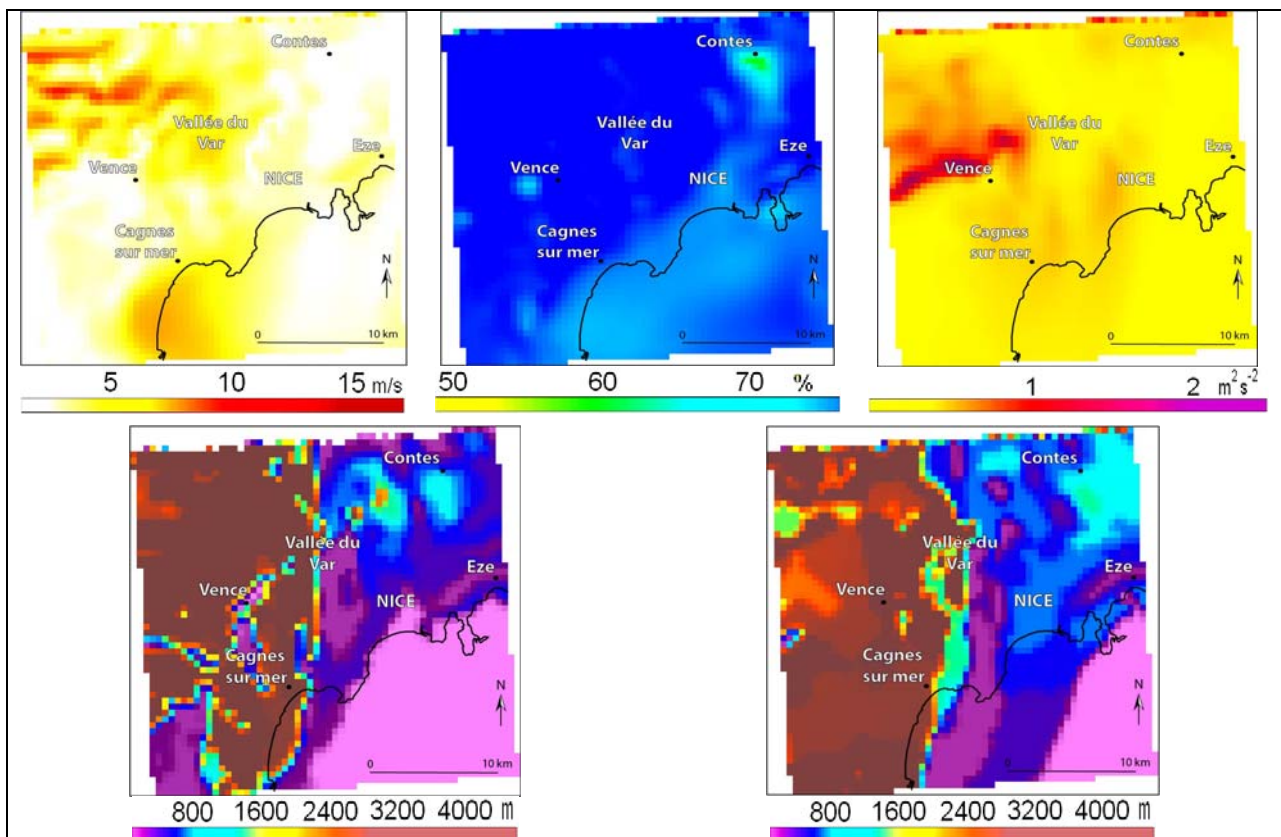 Contes
Vallée du
Var
Vence
Eze
NICE
Cagnes
sur mer
N
0 10 km
5 10 15 m/s
Contes
Vallée du
Var
Vence
Eze
NICE
Cagnes
sur mer
N
0 10 km
50 60 70 %
Contes
Vallée du
Var
Vence
Eze
NICE
Cagnes
sur mer
N
0 10 km
1 2 m² s⁻²
Contes
Vallée du
Var
Vence
Eze
NICE
Cagnes
sur mer
N
0 10 km
800 1600 2400 3200 4000 m
Contes
Vallée du
Var
Vence
Eze
NICE
Cagnes
sur mer
N
0 10 km
800 1600 2400 3200 4000 m